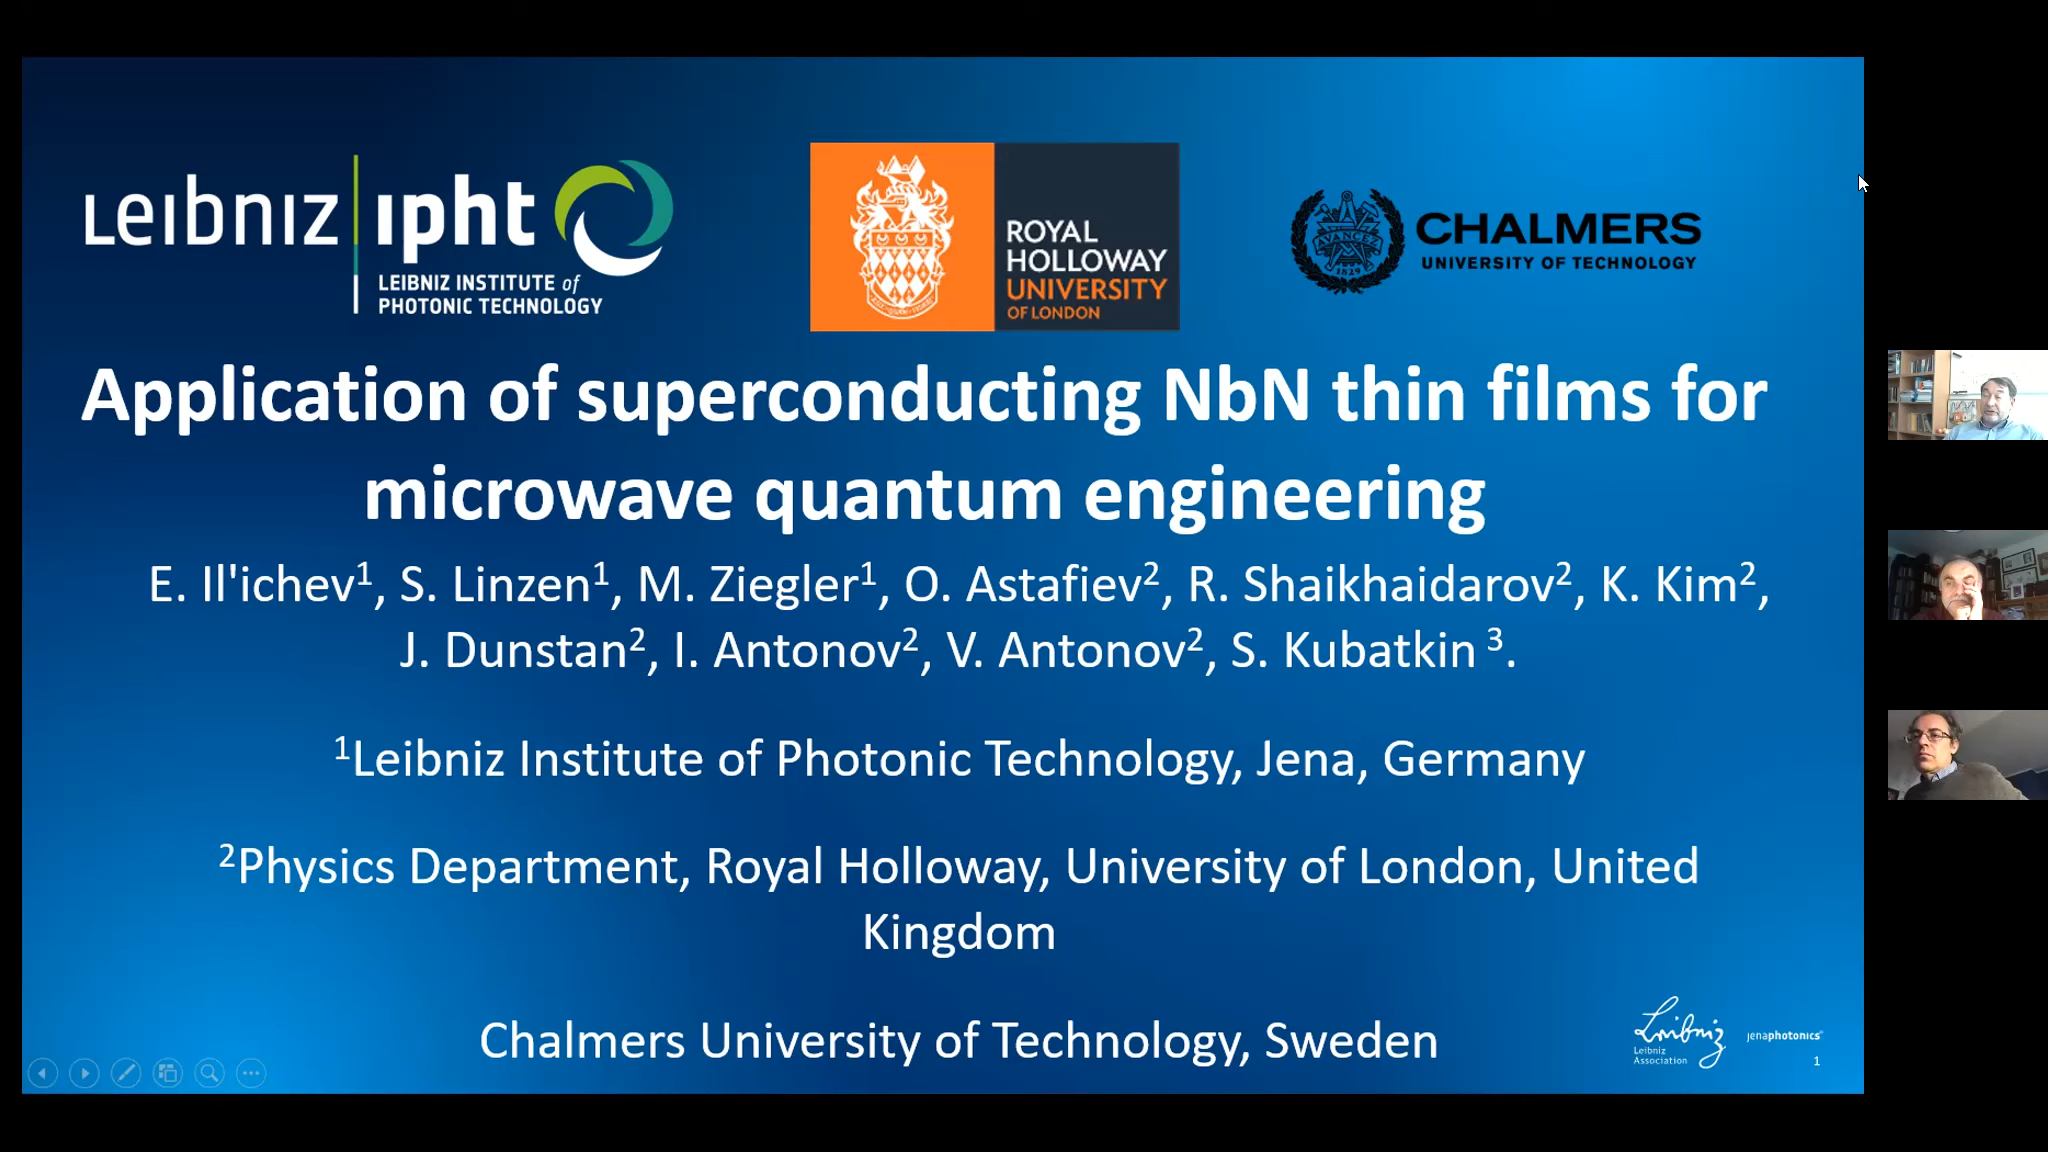 Leibniz ipht
LEIBNIZ INSTITUTE of
PHOTONIC TECHNOLOGY
ROYAL
HOLLOWAY
UNIVERSITY
OF LONDON
AVANCEZ
1829
CHALMERS
UNIVERSITY OF TECHNOLOGY
Application of superconducting NbN thin films for
microwave quantum engineering
E. Il'ichev¹, S. Linzen¹, M. Ziegler¹, O. Astafiev², R. Shaikhaidarov², K. Kim²,
J. Dunstan², I. Antonov², V. Antonov², S. Kubatkin ³.
¹Leibniz Institute of Photonic Technology, Jena, Germany
²Physics Department, Royal Holloway, University of London, United
Kingdom
Chalmers University of Technology, Sweden
Leibniz
Leibniz
Association
jenaphotonics
1